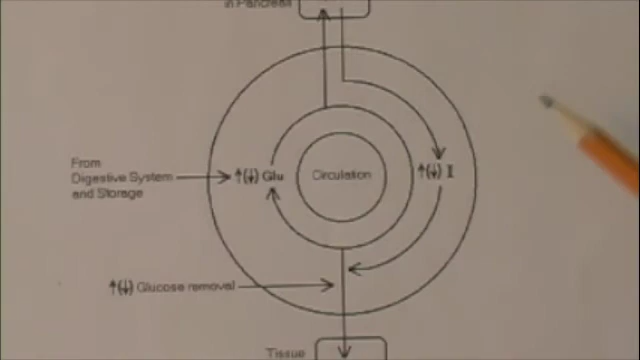 in Pancreas
From
Digestive System
and Storage
↑(↓) Glu
Circulation
↑(↓) I
↑(↓) Glucose removal
Tissue